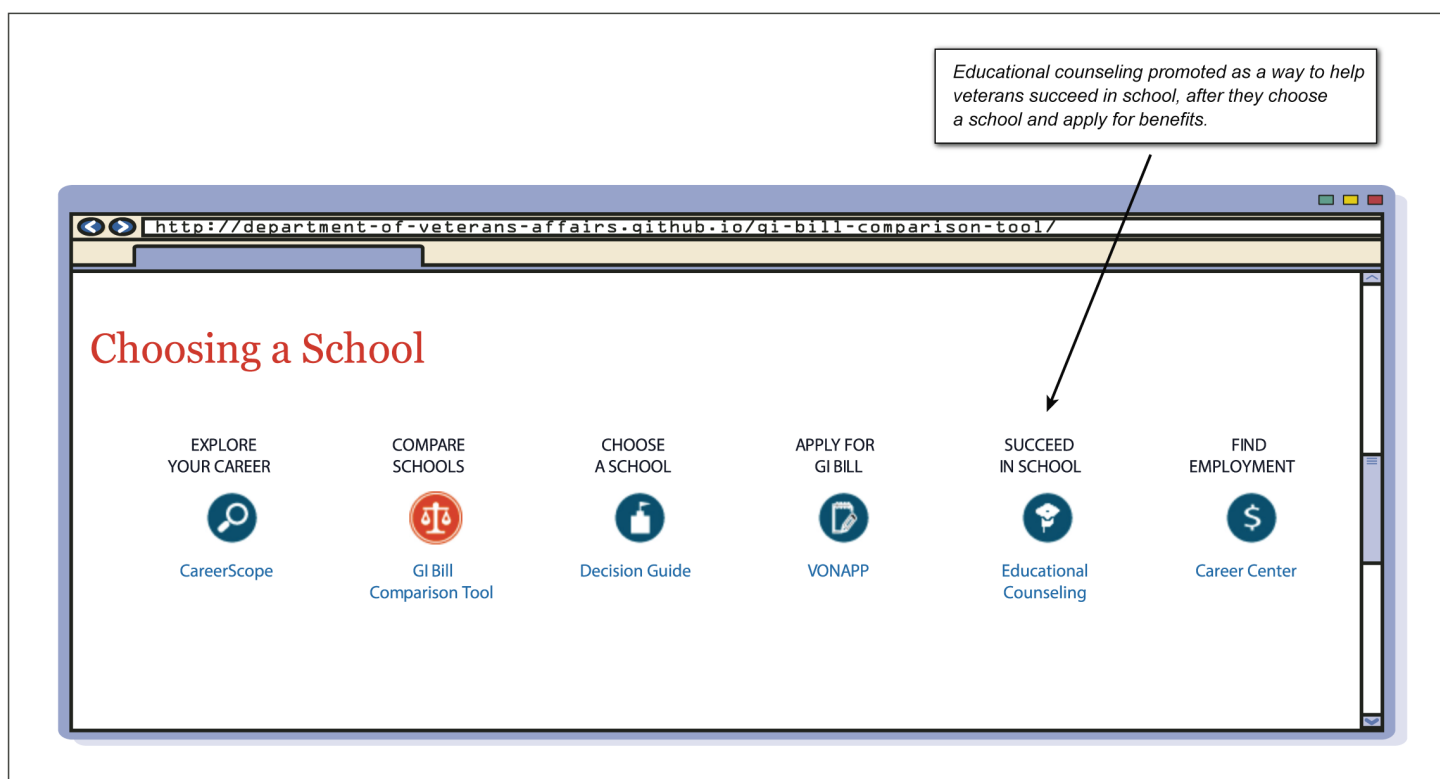 Educational counseling promoted as a way to help
veterans succeed in school, after they choose
a school and apply for benefits.
http://department-of-veterans-affairs.github.io/gi-bill-comparison-tool/
Choosing a School
EXPLORE
YOUR CAREER
CareerScope
COMPARE
SCHOOLS
GI Bill
Comparison Tool
CHOOSE
A SCHOOL
Decision Guide
APPLY FOR
GI BILL
VONAPP
SUCCEED
IN SCHOOL
Educational
Counseling
FIND
EMPLOYMENT
$
Career Center